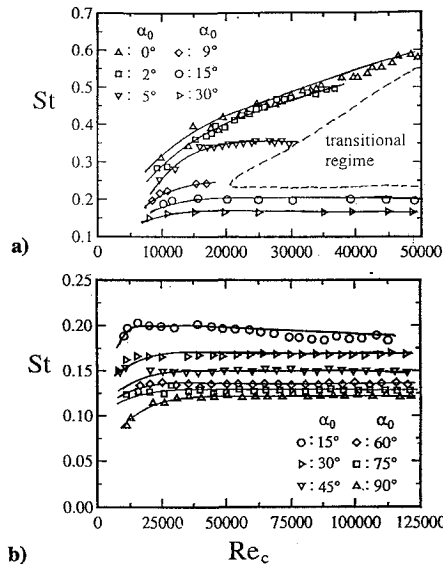 α₀ α₀
△ : 0° ◇ : 9°
□ : 2° ○ : 15°
▽ : 5° ▷ : 30°
0.7
0.6
0.5
0.4
0.3
0.2
0.1
St
transitional
regime
0 10000 20000 30000 40000 50000
a)
0.25
0.20
0.15
0.10
0.05
0.00
St
α₀ α₀
○ : 15° ◇ : 60°
▷ : 30° □ : 75°
▽ : 45° △ : 90°
0 25000 50000 75000 100000 125000
b)
Re_c